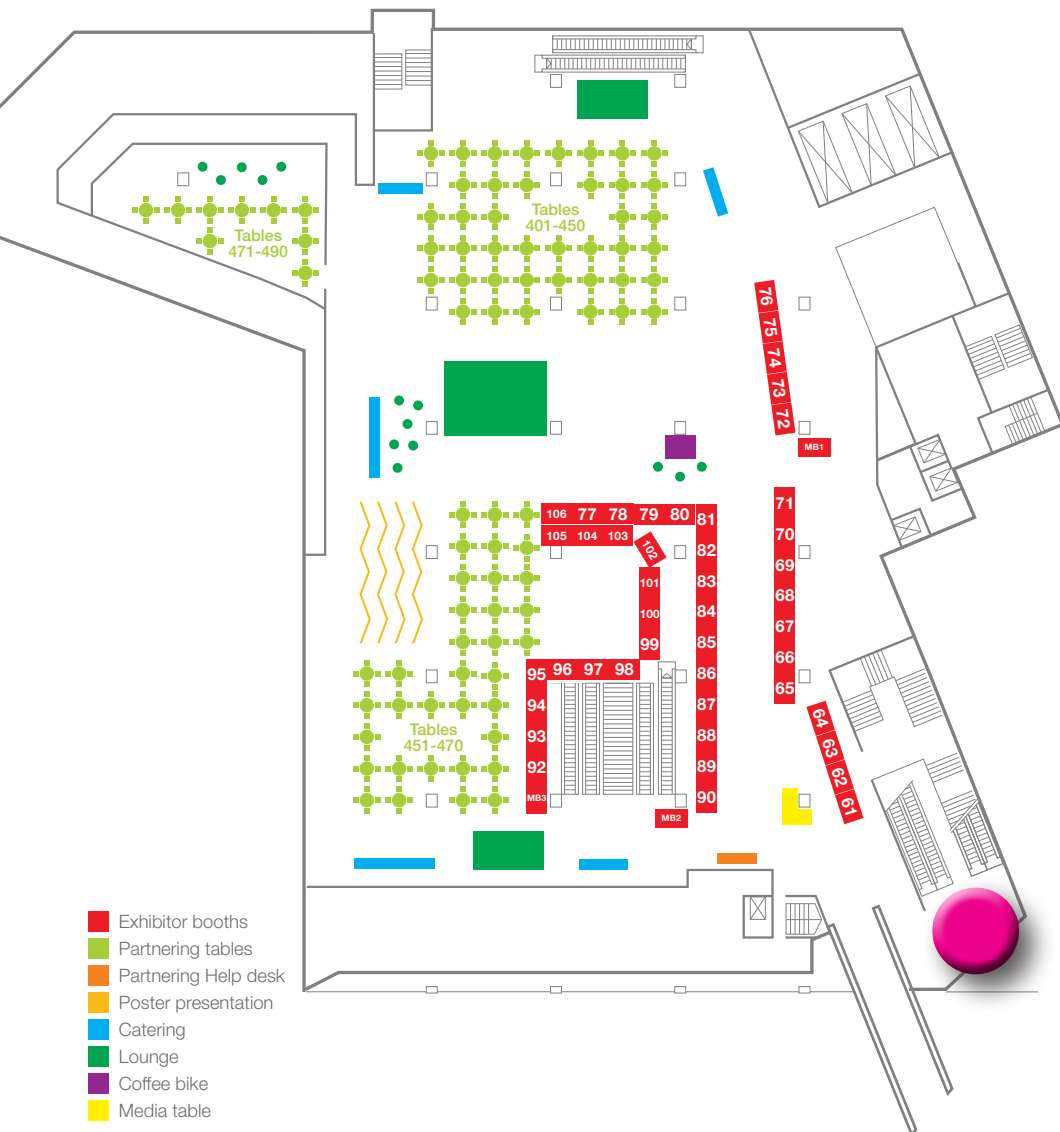 Tables
401-450
Tables
471-490
76
75
74
73
72
MB1
71
70
69
68
67
66
65
106 77 78 79 80 81
105 104 103
102
82
101
83
100
84
99
85
95 96 97 98
86
94
87
93
88
92
89
MB3
90
MB2
Tables
451-470
64
63
62
61
Exhibitor booths
Partnering tables
Partnering Help desk
Poster presentation
Catering
Lounge
Coffee bike
Media table